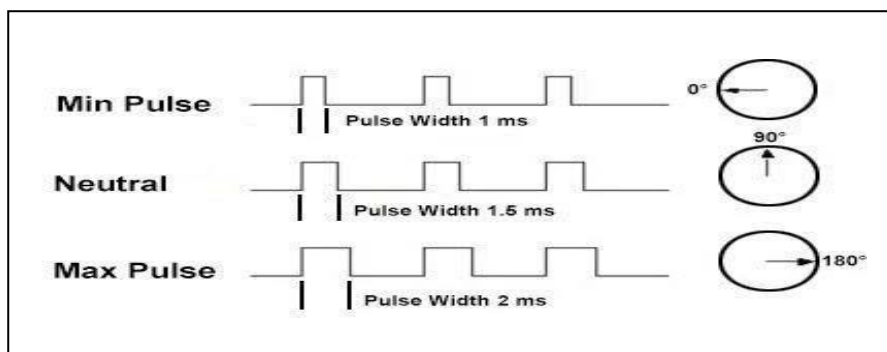 Min Pulse
Pulse Width 1 ms
0°
Neutral
Pulse Width 1.5 ms
90°
Max Pulse
Pulse Width 2 ms
180°